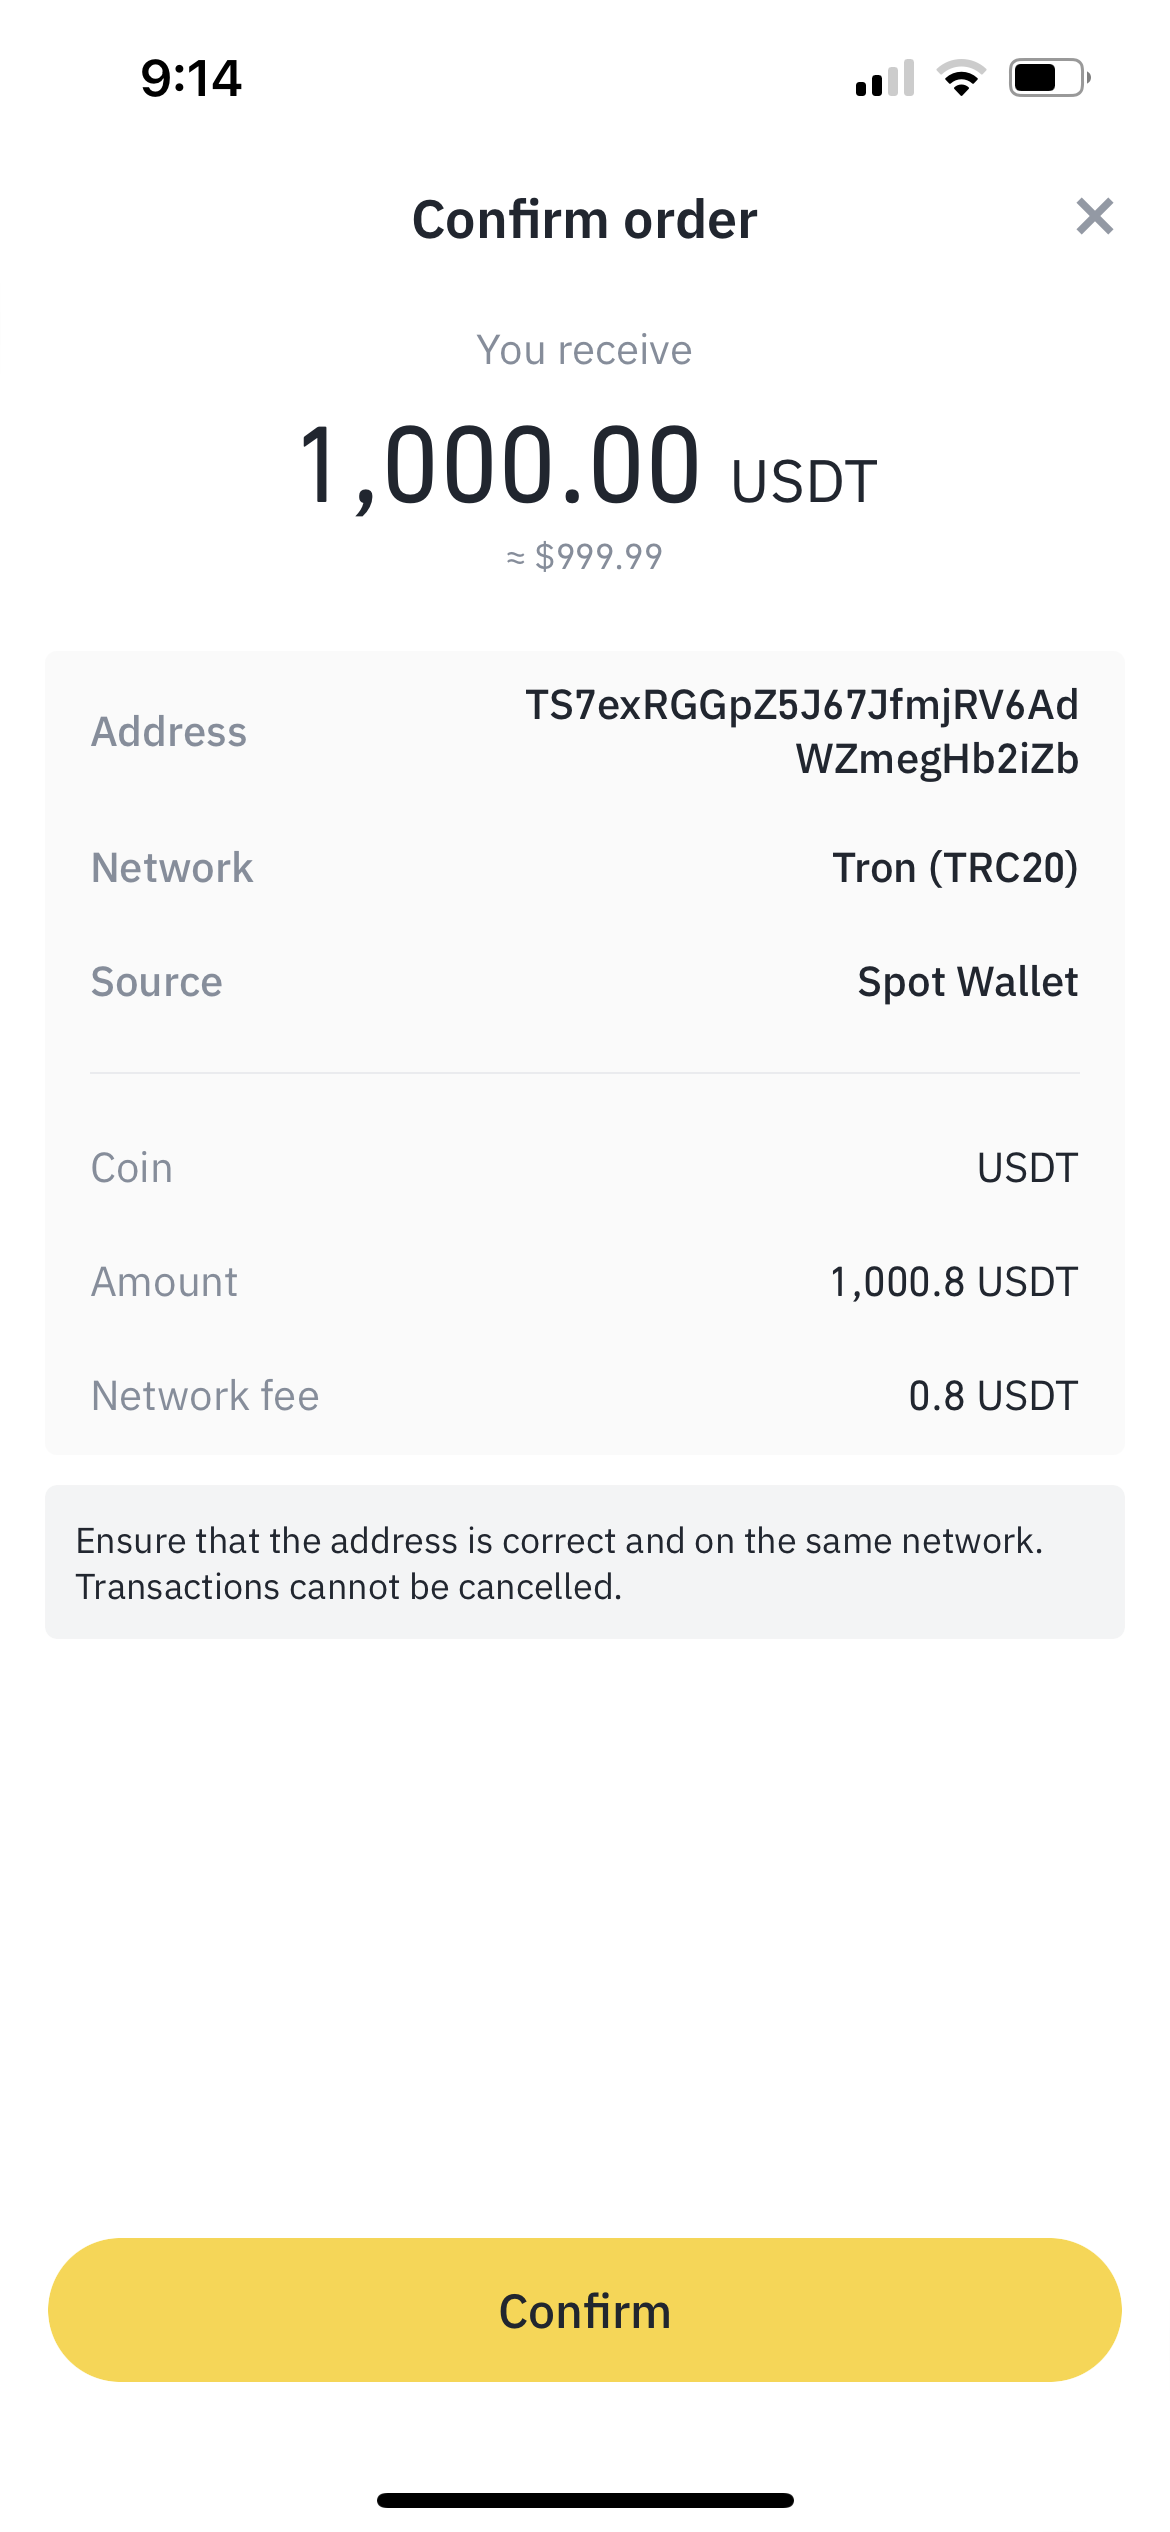 9:14
Confirm order
You receive
1,000.00 USDT
≈ $999.99
Address
TS7exRGGpZ5J67JfmjRV6Ad
WZmegHb2iZb
Network
Tron (TRC20)
Source
Spot Wallet
Coin
USDT
Amount
1,000.8 USDT
Network fee
0.8 USDT
Ensure that the address is correct and on the same network.
Transactions cannot be cancelled.
Confirm